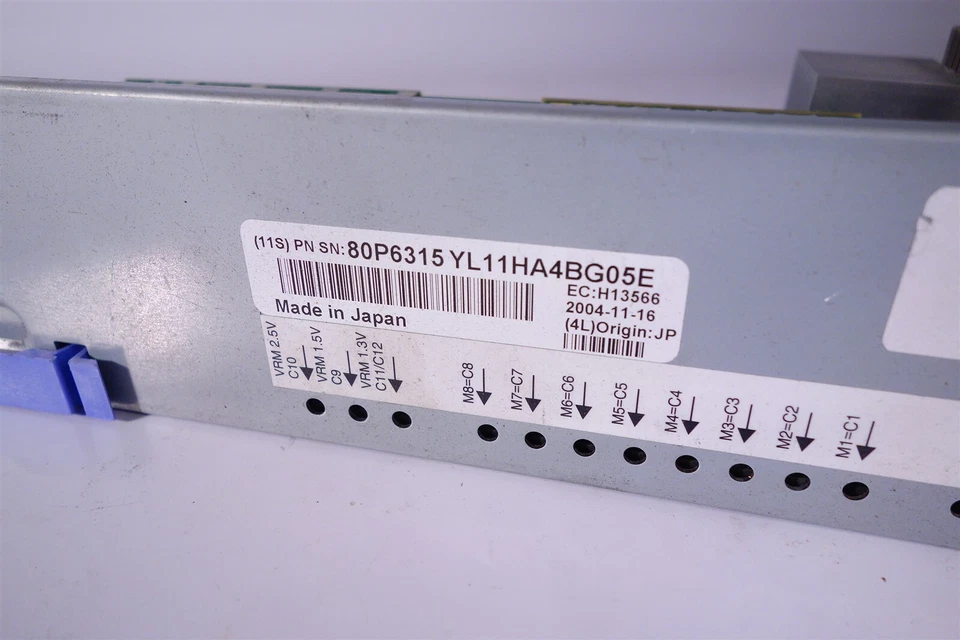 (11S) PN SN:80P6315 YL11HA4BG05E
EC:H13566
2004-11-16
Made in Japan
(4L)Origin:JP
VRM 2.5V
C10
VRM 1.5V
C9
VRM 1.3V
C11/C12
M8=C8
M7=C7
M6=C6
M5=C5
M4=C4
M3=C3
M2=C2
M1=C1